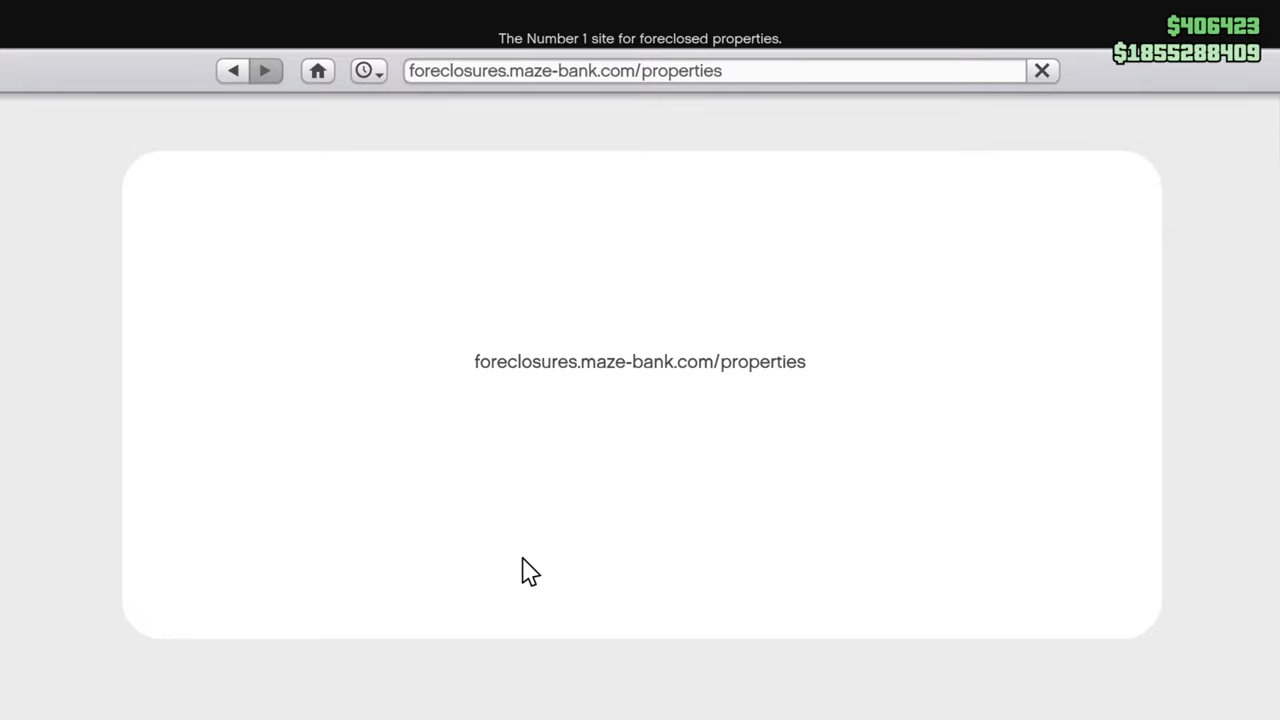 The Number 1 site for foreclosed properties.
$406423
$1855288409
foreclosures.maze-bank.com/properties
foreclosures.maze-bank.com/properties